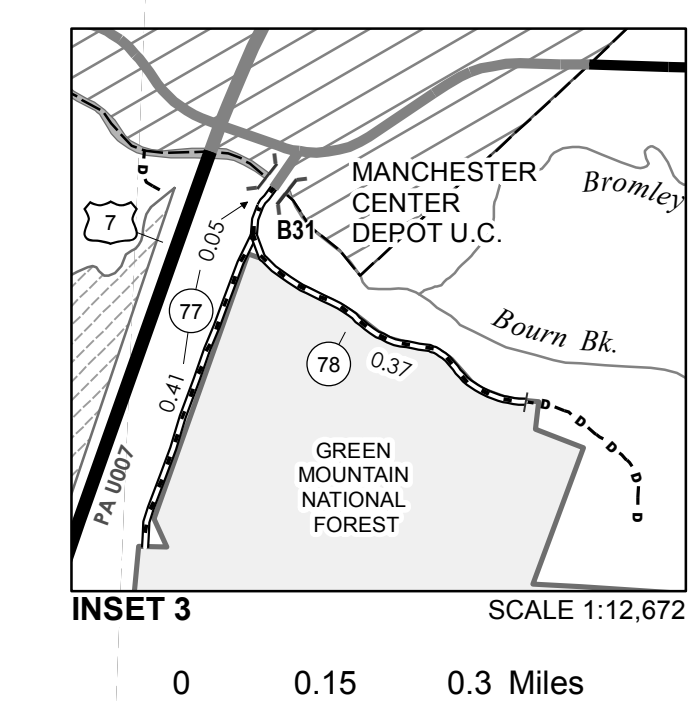 MANCHESTER
CENTER
DEPOT U.C.
Bromley
D
7
B31
0.05
77
Bourn Bk.
78
0.37
0.41
D
D
D
D
D
D
PA U007
GREEN
MOUNTAIN
NATIONAL
FOREST
INSET 3
SCALE 1:12,672
0 0.15 0.3 Miles